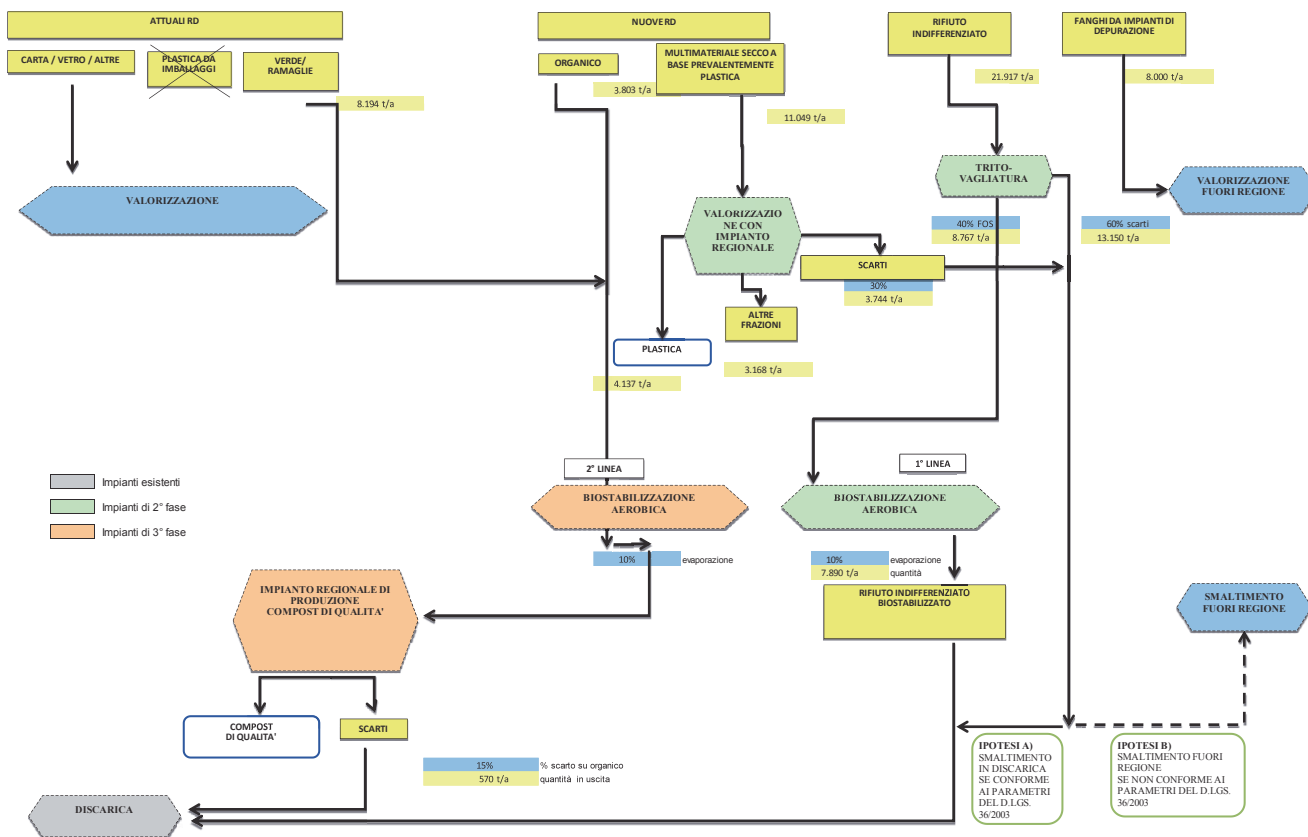 ATTUALI RD
NUOVE RD
RIFIUTO
INDIFFERENZIATO
FANGHI DA IMPIANTI DI
DEPURAZIONE
CARTA / VETRO / ALTRE
PLASTICA DA
IMBALLAGGI
VERDE/
RAMAGLIE
ORGANICO
MULTIMATERIALE SECCO A
BASE PREVALENTEMENTE
PLASTICA
8.194 t/a
3.803 t/a
11.049 t/a
21.917 t/a
8.000 t/a
VALORIZZAZIONE
VALORIZZAZIO
NE CON
IMPIANTO
REGIONALE
TRITO-
VAGLIATURA
VALORIZZAZIONE
FUORI REGIONE
40% FOS
8.767 t/a
60% scarti
13.150 t/a
SCARTI
30%
3.744 t/a
ALTRE
FRAZIONI
PLASTICA
3.168 t/a
4.137 t/a
2° LINEA
1° LINEA
Impianti esistenti
Impianti di 2° fase
Impianti di 3° fase
BIOSTABILIZZAZIONE
AEROBICA
BIOSTABILIZZAZIONE
AEROBICA
10% evaporazione
10% evaporazione
7.890 t/a quantità
IMPIANTO REGIONALE DI
PRODUZIONE
COMPOST DI QUALITA'
RIFIUTO INDIFFERENZIATO
BIOSTABILIZZATO
SMALTIMENTO
FUORI REGIONE
COMPOST
DI QUALITA'
SCARTI
15% % scarto su organico
570 t/a quantità in uscita
IPOTESI A)
SMALTIMENTO
IN DISCARICA
SE CONFORME
AI PARAMETRI
DEL D.LGS.
36/2003
IPOTESI B)
SMALTIMENTO FUORI
REGIONE
SE NON CONFORME AI
PARAMETRI DEL D.LGS.
36/2003
DISCARICA